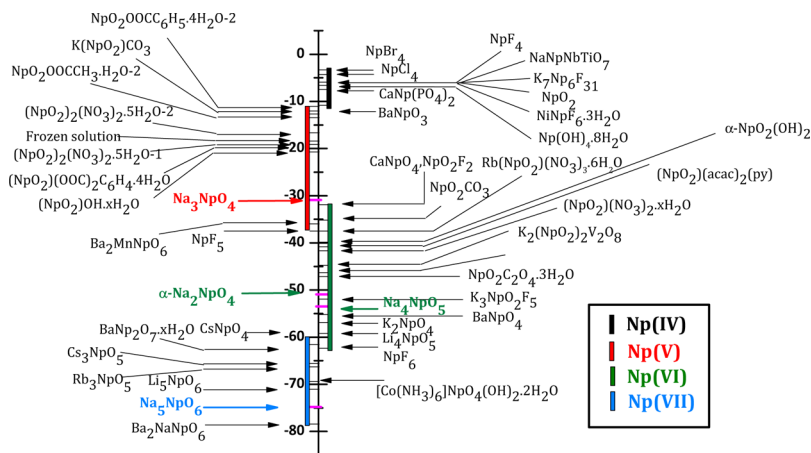 NpO₂OOCC₆H₅.4H₂O-2
K(NpO₂)CO₃
NpO₂OOCCH₃.H₂O-2
(NpO₂)₂(NO₃)₂.5H₂O-2
Frozen solution
(NpO₂)₂(NO₃)₂.5H₂O-1
(NpO₂)(OOC)₂C₆H₄.4H₂O
(NpO₂)OH.xH₂O
Na₃NpO₄
Ba₂MnNpO₆
NpF₅
α-Na₂NpO₄
BaNp₂O₇.xH₂O
CsNpO₄
Cs₃NpO₅
Rb₃NpO₅
Li₅NpO₆
Na₅NpO₆
Ba₂NaNpO₆
0
-10
-20
-30
-40
-50
-60
-70
-80
NpBr₄
NpCl₄
CaNp(PO₄)₂
BaNpO₃
NpF₄
NaNpNbTiO₇
K₇Np₆F₃₁
NpO₂
NiNpF₆.3H₂O
Np(OH)₄.8H₂O
α-NpO₂(OH)₂
CaNpO₄,NpO₂F₂
Rb(NpO₂)(NO₃)₃.6H₂O
(NpO₂)(acac)₂(py)
NpO₂CO₃
(NpO₂)(NO₃)₂.xH₂O
K₂(NpO₂)₂V₂O₈
NpO₂C₂O₄.3H₂O
K₃NpO₂F₅
Na₄NpO₅
BaNpO₄
K₂NpO₄
Li₄NpO₅
NpF₆
[Co(NH₃)₆]NpO₄(OH)₂.2H₂O
Np(IV)
Np(V)
Np(VI)
Np(VII)